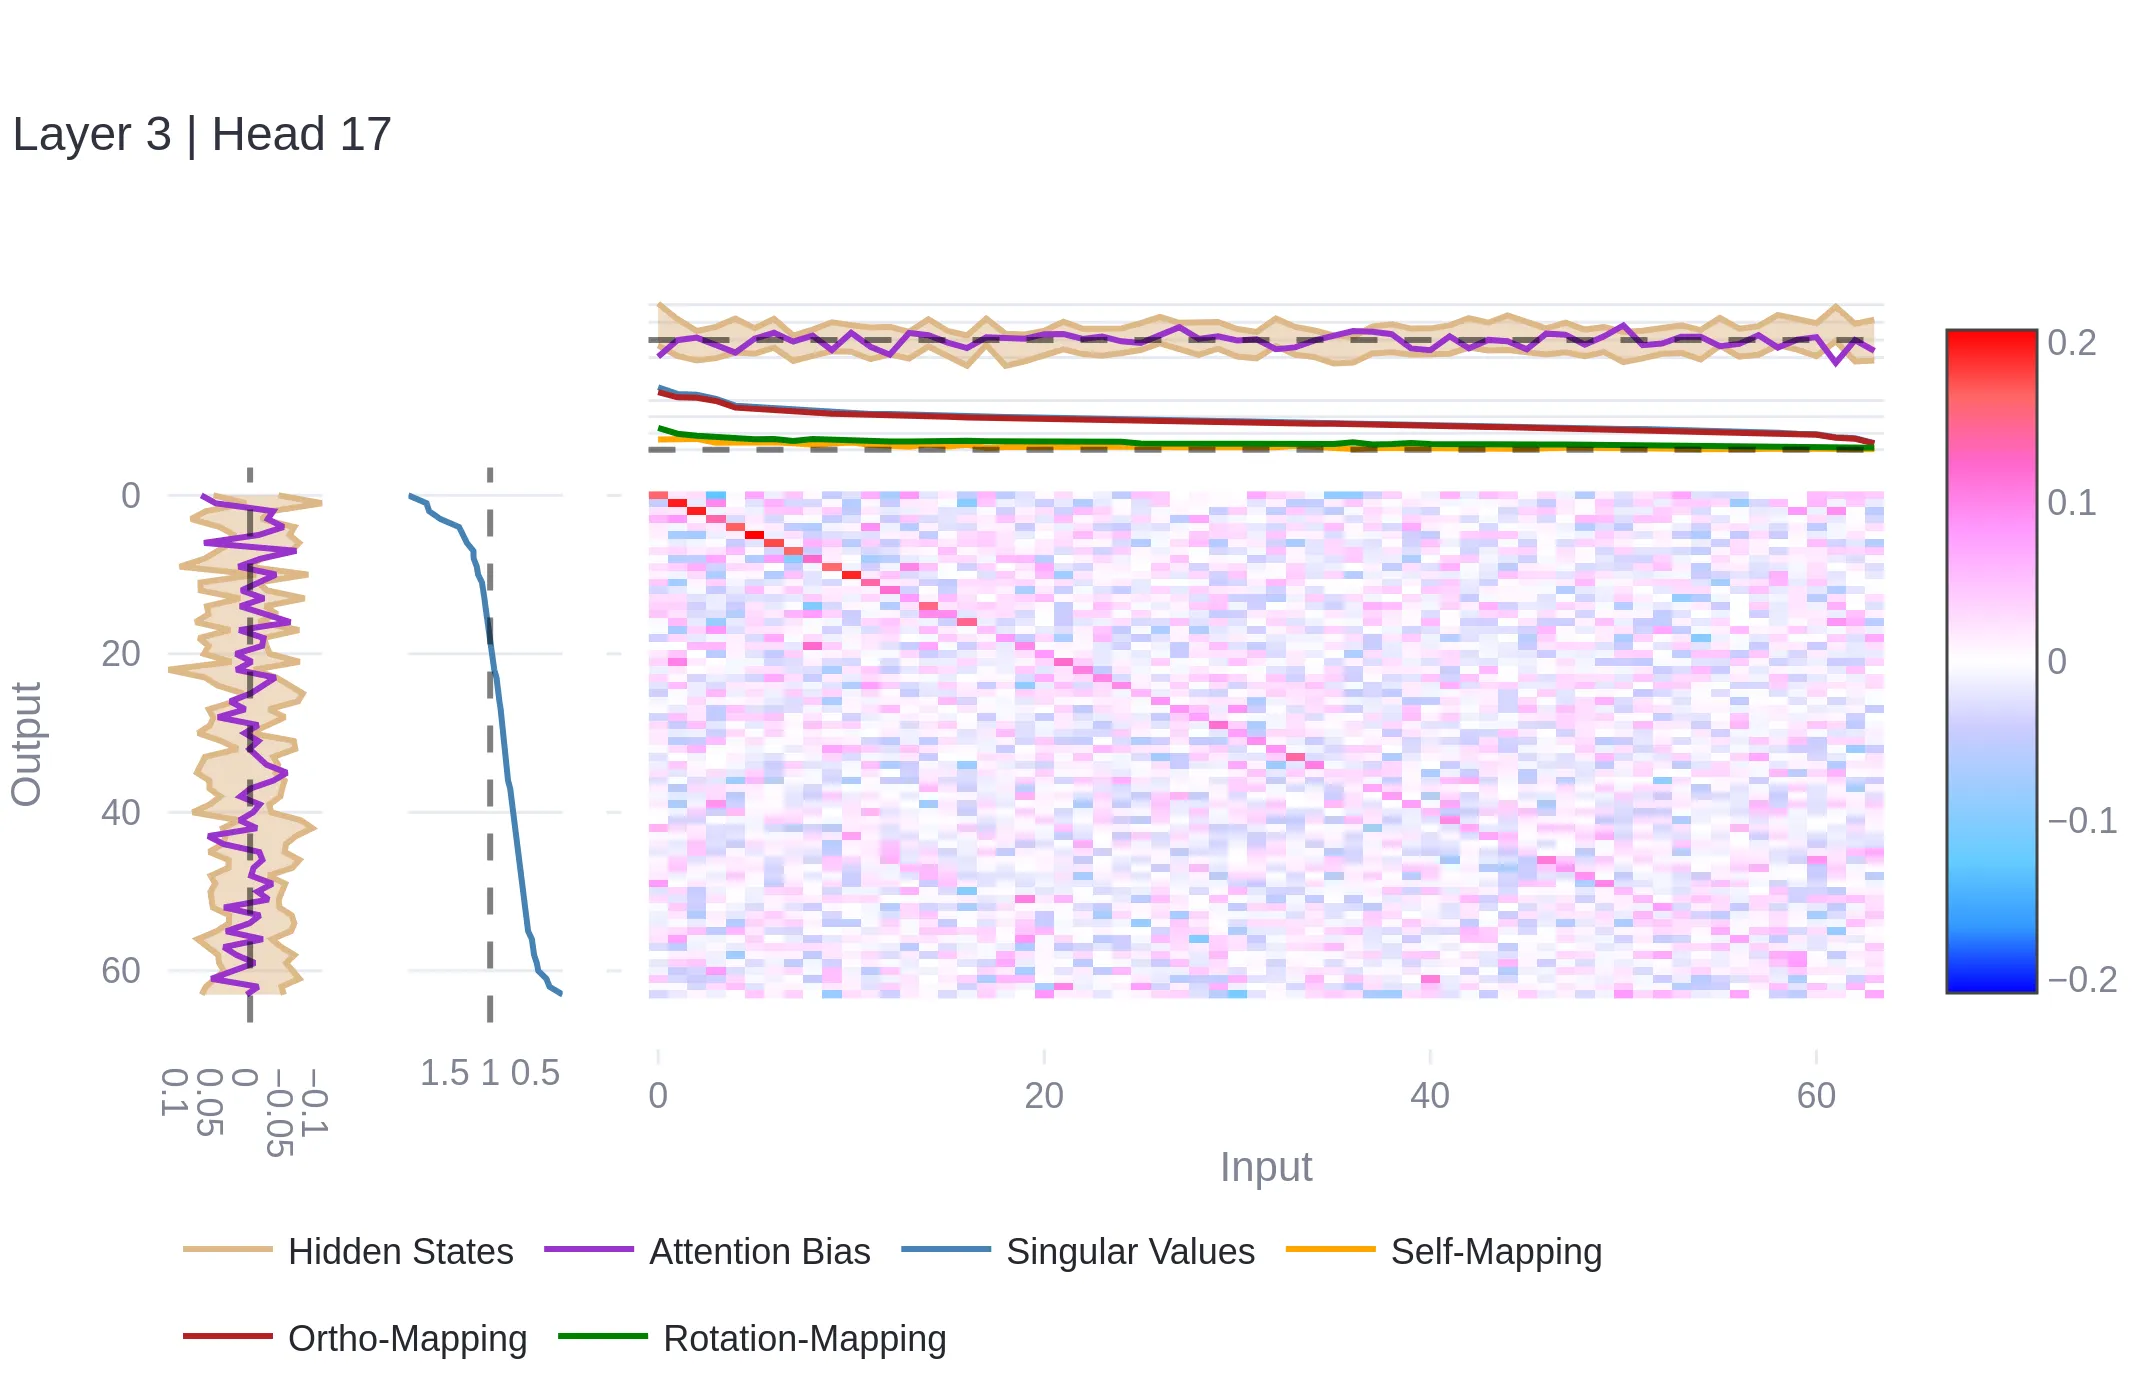 Layer 3 | Head 17
0
20
40
60
Output
0.1
0.05
0
−0.05
−0.1
1.5 1 0.5
0
20
40
60
Input
0.2
0.1
0
−0.1
−0.2
Hidden States
Attention Bias
Singular Values
Self-Mapping
Ortho-Mapping
Rotation-Mapping